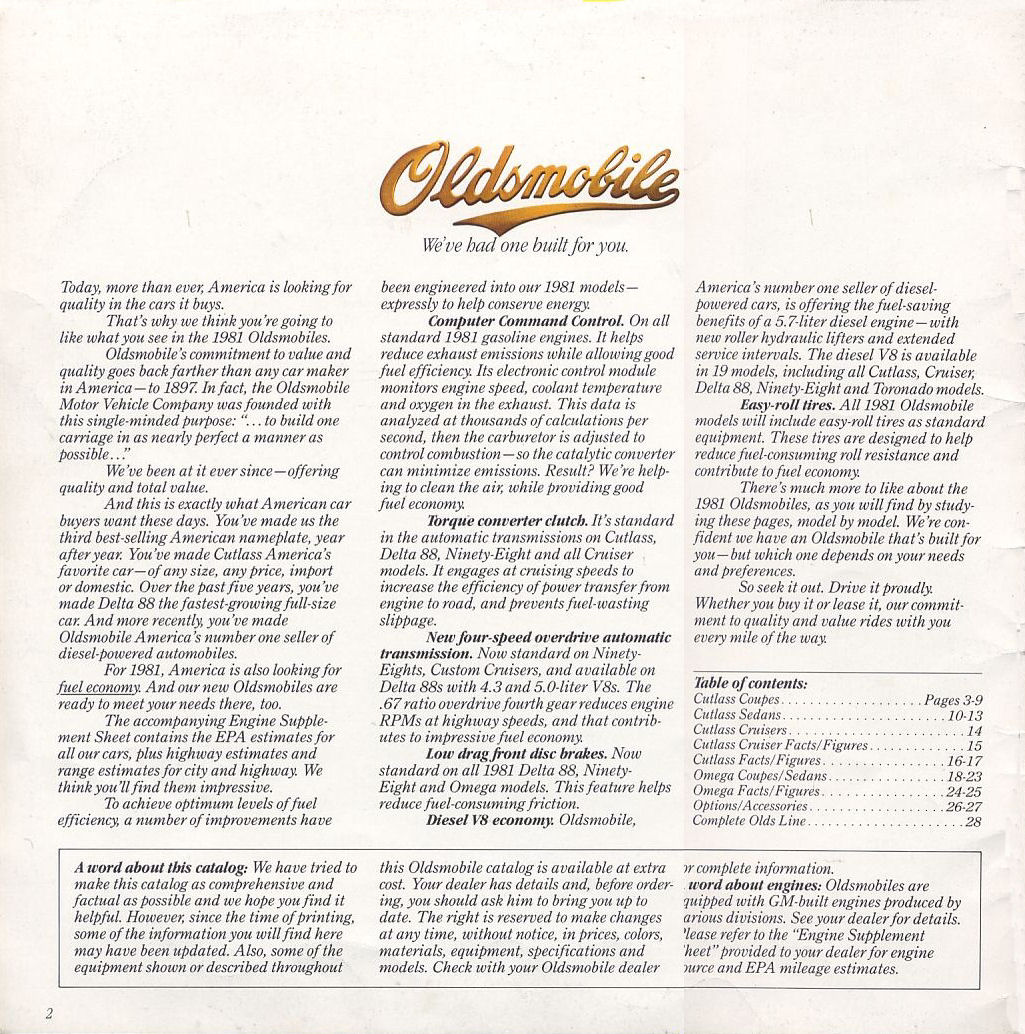 Oldsmobile
We've had one built for you.
Today, more than ever, America is looking for
quality in the cars it buys.
That's why we think you're going to
like what you see in the 1981 Oldsmobiles.
Oldsmobile's commitment to value and
quality goes back farther than any car maker
in America—to 1897. In fact, the Oldsmobile
Motor Vehicle Company was founded with
this single-minded purpose: “...to build one
carriage in as nearly perfect a manner as
possible...”
We've been at it ever since—offering
quality and total value.
And this is exactly what American car
buyers want these days. You've made us the
third best-selling American nameplate, year
after year. You've made Cutlass America's
favorite car—of any size, any price, import
or domestic. Over the past five years, you've
made Delta 88 the fastest-growing full-size
car. And more recently, you've made
Oldsmobile America's number one seller of
diesel-powered automobiles.
For 1981, America is also looking for
fuel economy. And our new Oldsmobiles are
ready to meet your needs there, too.
The accompanying Engine Supple-
ment Sheet contains the EPA estimates for
all our cars, plus highway estimates and
range estimates for city and highway. We
think you'll find them impressive.
To achieve optimum levels of fuel
efficiency, a number of improvements have
been engineered into our 1981 models—
expressly to help conserve energy.
Computer Command Control. On all
standard 1981 gasoline engines. It helps
reduce exhaust emissions while allowing good
fuel efficiency. Its electronic control module
monitors engine speed, coolant temperature
and oxygen in the exhaust. This data is
analyzed at thousands of calculations per
second, then the carburetor is adjusted to
control combustion—so the catalytic converter
can minimize emissions. Result? We're help-
ing to clean the air, while providing good
fuel economy.
Torque converter clutch. It's standard
in the automatic transmissions on Cutlass,
Delta 88, Ninety-Eight and all Cruiser
models. It engages at cruising speeds to
increase the efficiency of power transfer from
engine to road, and prevents fuel-wasting
slippage.
New four-speed overdrive automatic
transmission. Now standard on Ninety-
Eights, Custom Cruisers, and available on
Delta 88s with 4.3 and 5.0-liter V8s. The
.67 ratio overdrive fourth gear reduces engine
RPMs at highway speeds, and that contrib-
utes to impressive fuel economy.
Low drag front disc brakes. Now
standard on all 1981 Delta 88, Ninety-
Eight and Omega models. This feature helps
reduce fuel-consuming friction.
Diesel V8 economy. Oldsmobile,
America's number one seller of diesel-
powered cars, is offering the fuel-saving
benefits of a 5.7-liter diesel engine—with
new roller hydraulic lifters and extended
service intervals. The diesel V8 is available
in 19 models, including all Cutlass, Cruiser,
Delta 88, Ninety-Eight and Toronado models.
Easy-roll tires. All 1981 Oldsmobile
models will include easy-roll tires as standard
equipment. These tires are designed to help
reduce fuel-consuming roll resistance and
contribute to fuel economy.
There's much more to like about the
1981 Oldsmobiles, as you will find by study-
ing these pages, model by model. We're con-
fident we have an Oldsmobile that's built for
you—but which one depends on your needs
and preferences.
So seek it out. Drive it proudly.
Whether you buy it or lease it, our commit-
ment to quality and value rides with you
every mile of the way.
Table of contents:
Cutlass Coupes...................Pages 3-9
Cutlass Sedans......................10-13
Cutlass Cruisers.........................14
Cutlass Cruiser Facts/Figures............15
Cutlass Facts/Figures.................16-17
Omega Coupes/Sedans................18-23
Omega Facts/Figures.................24-25
Options/Accessories...................26-27
Complete Olds Line.....................28
A word about this catalog: We have tried to
make this catalog as comprehensive and
factual as possible and we hope you find it
helpful. However, since the time of printing,
some of the information you will find here
may have been updated. Also, some of the
equipment shown or described throughout
this Oldsmobile catalog is available at extra
cost. Your dealer has details and, before order-
ing, you should ask him to bring you up to
date. The right is reserved to make changes
at any time, without notice, in prices, colors,
materials, equipment, specifications and
models. Check with your Oldsmobile dealer
or complete information.
word about engines: Oldsmobiles are
quipped with GM-built engines produced by
arious divisions. See your dealer for details.
lease refer to the “Engine Supplement
heet” provided to your dealer for engine
ource and EPA mileage estimates.
2